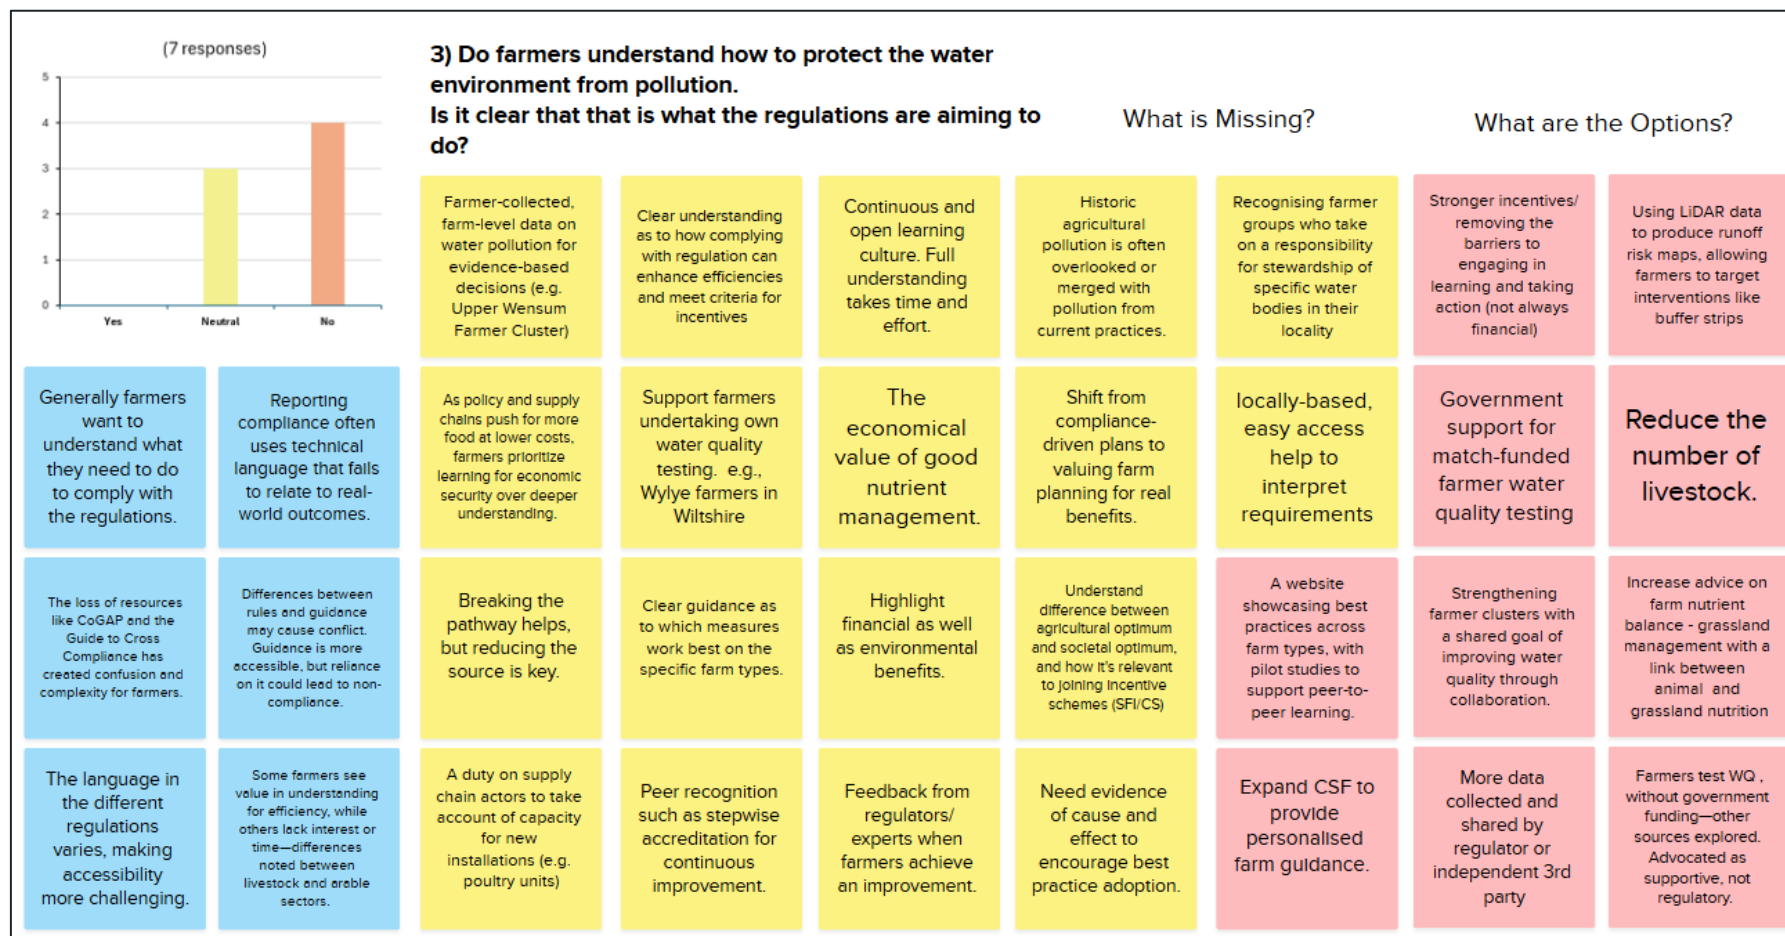 (7 responses)
5
4
3
2
1
0
Yes
Neutral
No
3) Do farmers understand how to protect the water
environment from pollution.
Is it clear that that is what the regulations are aiming to
do?
What is Missing?
What are the Options?
Farmer-collected,
farm-level data on
water pollution for
evidence-based
decisions (e.g.
Upper Wensum
Farmer Cluster)
Clear understanding
as to how complying
with regulation can
enhance efficiencies
and meet criteria for
incentives
Continuous and
open learning
culture. Full
understanding
takes time and
effort.
Historic
agricultural
pollution is often
overlooked or
merged with
pollution from
current practices.
Recognising farmer
groups who take
on a responsibility
for stewardship of
specific water
bodies in their
locality
Stronger incentives/
removing the
barriers to
engaging in
learning and taking
action (not always
financial)
Using LiDAR data
to produce runoff
risk maps, allowing
farmers to target
interventions like
buffer strips
Generally farmers
want to
understand what
they need to do
to comply with
the regulations.
Reporting
compliance often
uses technical
language that fails
to relate to real-
world outcomes.
As policy and supply
chains push for more
food at lower costs,
farmers prioritize
learning for economic
security over deeper
understanding.
Support farmers
undertaking own
water quality
testing. e.g.,
Wylye farmers in
Wiltshire
The
economical
value of good
nutrient
management.
Shift from
compliance-
driven plans to
valuing farm
planning for real
benefits.
locally-based,
easy access
help to
interpret
requirements
Government
support for
match-funded
farmer water
quality testing
Reduce the
number of
livestock.
The loss of resources
like CoGAP and the
Guide to Cross
Compliance has
created confusion and
complexity for farmers.
Differences between
rules and guidance
may cause conflict.
Guidance is more
accessible, but reliance
on it could lead to non-
compliance.
Breaking the
pathway helps,
but reducing the
source is key.
Clear guidance as
to which measures
work best on the
specific farm types.
Highlight
financial as well
as environmental
benefits.
Understand
difference between
agricultural optimum
and societal optimum,
and how it's relevant
to joining incentive
schemes (SFI/CS)
A website
showcasing best
practices across
farm types, with
pilot studies to
support peer-to-
peer learning.
Strengthening
farmer clusters with
a shared goal of
improving water
quality through
collaboration.
Increase advice on
farm nutrient
balance - grassland
management with a
link between
animal and
grassland nutrition
The language in
the different
regulations
varies, making
accessibility
more challenging.
Some farmers see
value in understanding
for efficiency, while
others lack interest or
time—differences
noted between
livestock and arable
sectors.
A duty on supply
chain actors to take
account of capacity
for new
installations (e.g.
poultry units)
Peer recognition
such as stepwise
accreditation for
continuous
improvement.
Feedback from
regulators/
experts when
farmers achieve
an improvement.
Need evidence
of cause and
effect to
encourage best
practice adoption.
Expand CSF to
provide
personalised
farm guidance.
More data
collected and
shared by
regulator or
independent 3rd
party
Farmers test WQ ,
without government
funding—other
sources explored.
Advocated as
supportive, not
regulatory.